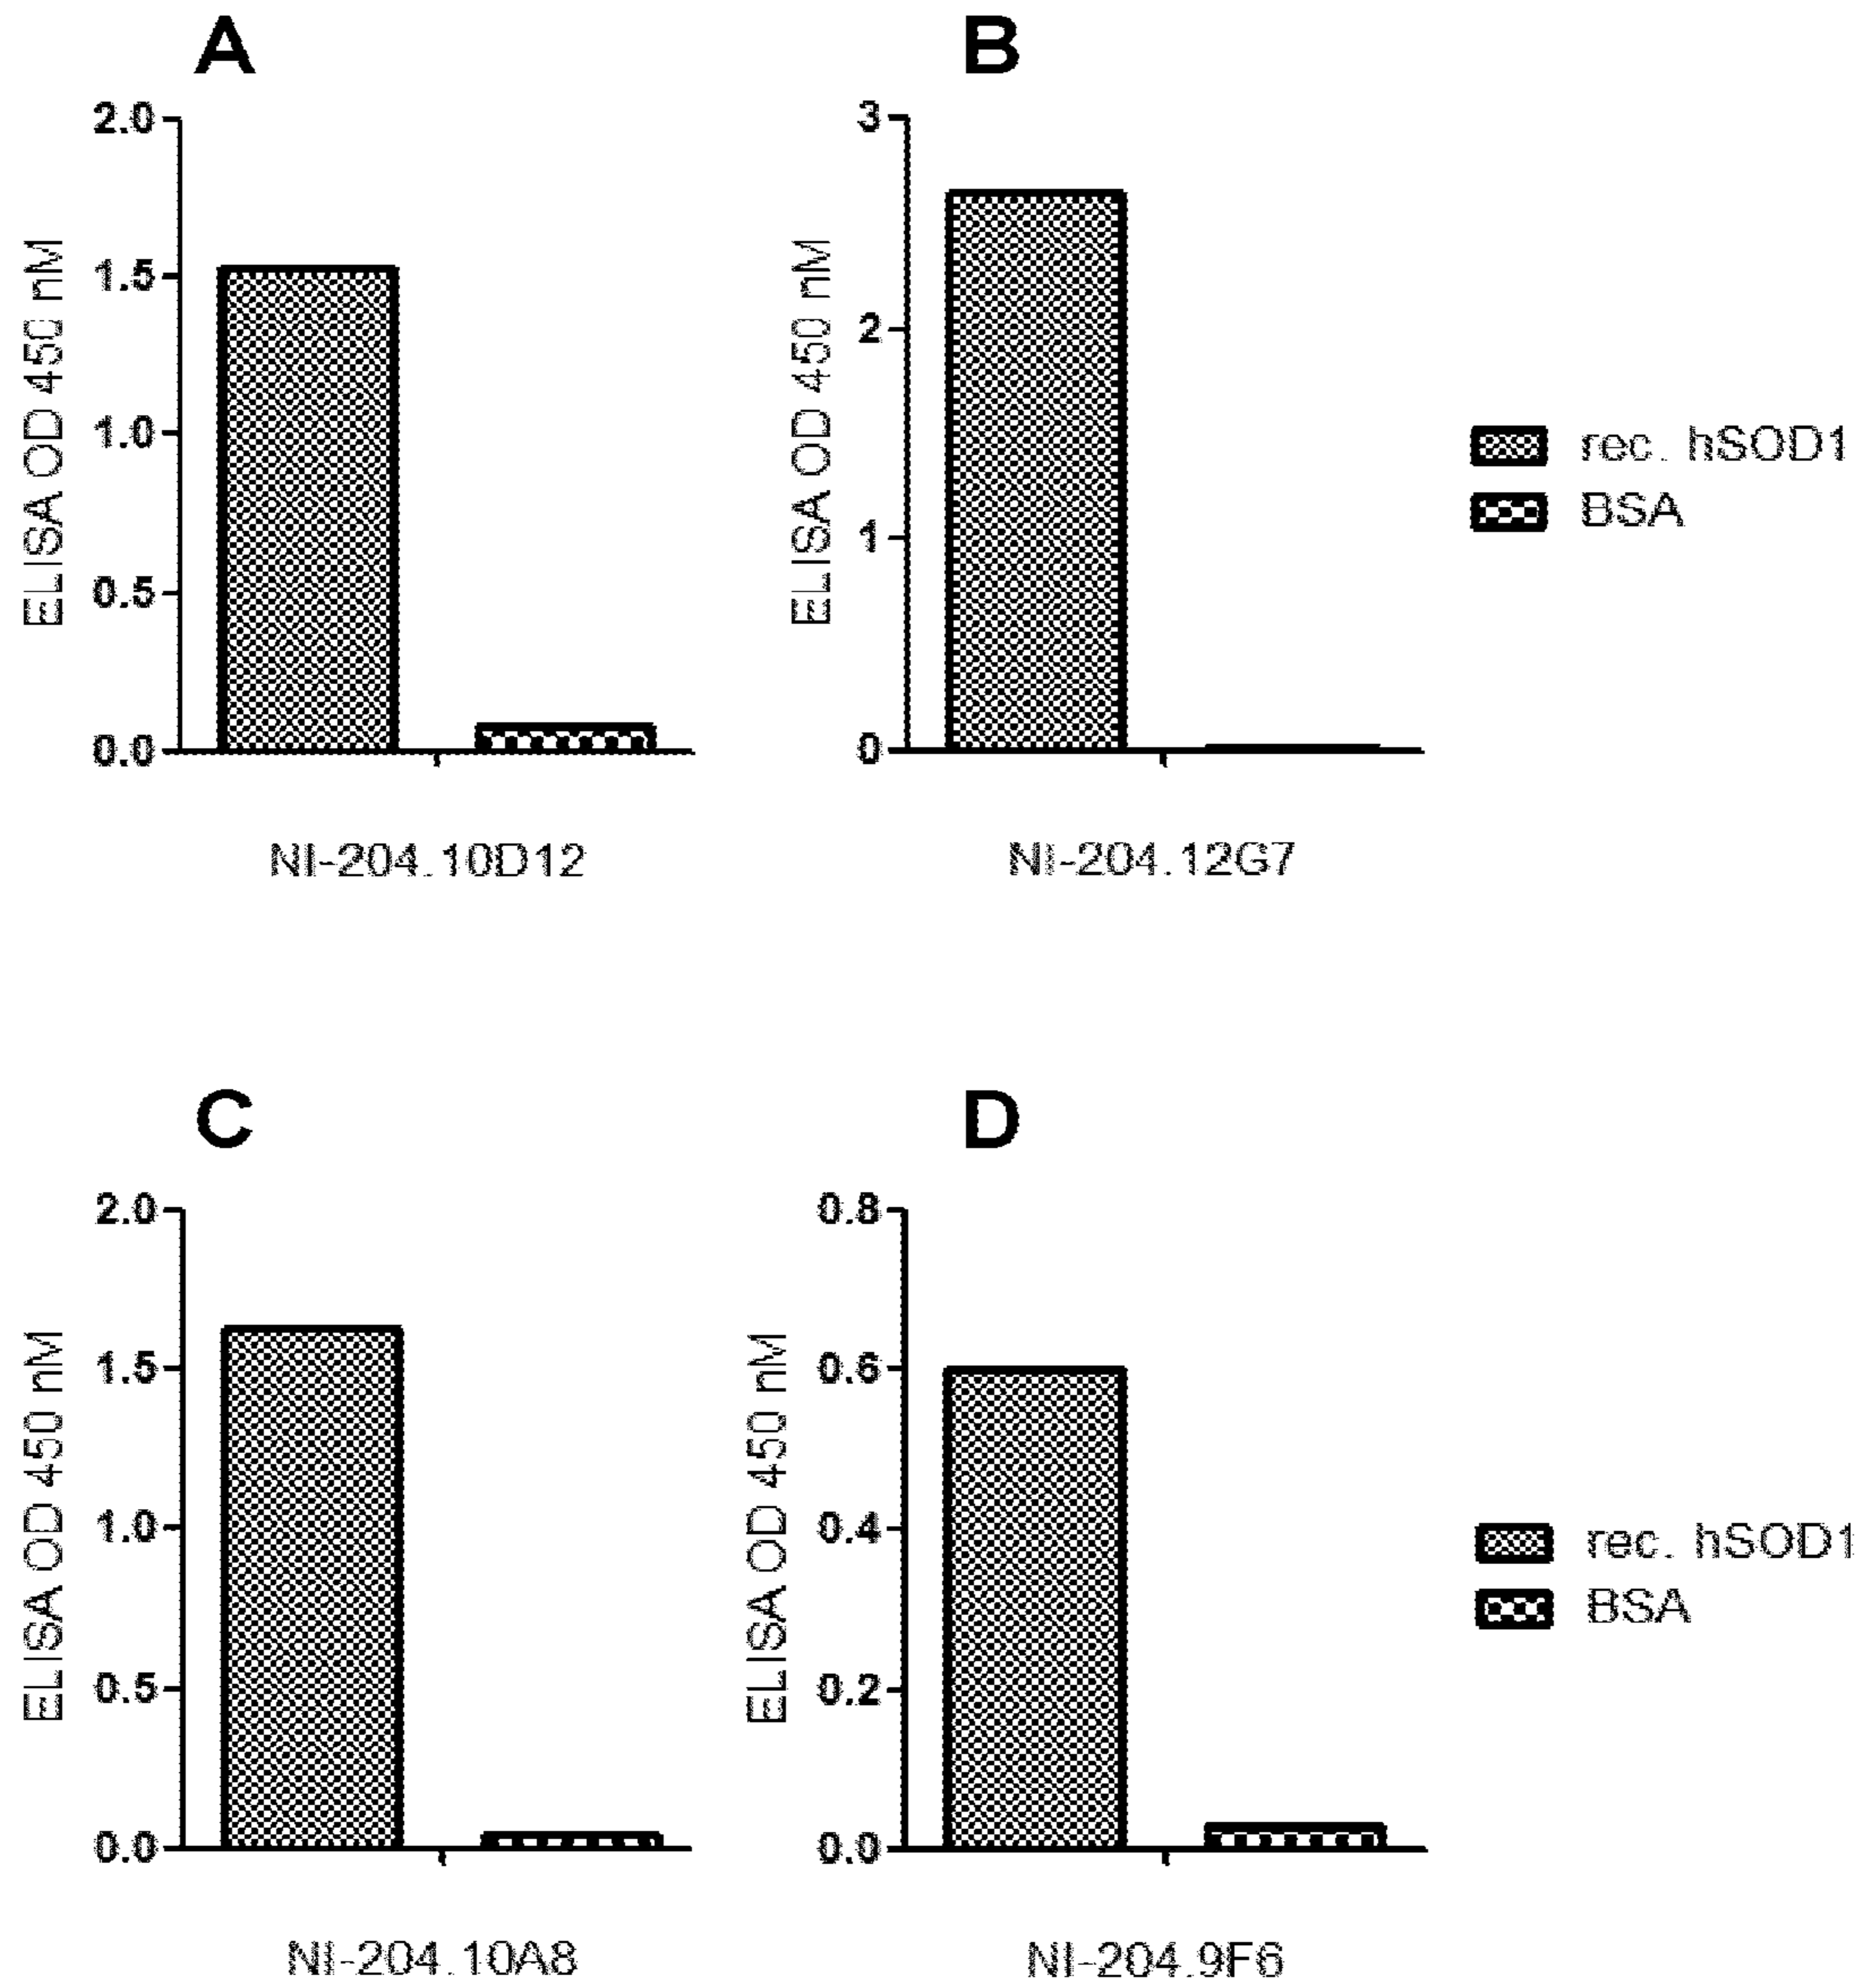 A
B
2.0
1.5
1.0
0.5
0.0
ELISA OD 450 nM
NI-204.10D12
3
2
1
0
ELISA OD 450 nM
NI-204.12G7
rec. hSOD1
BSA
C
D
2.0
1.5
1.0
0.5
0.0
ELISA OD 450 nM
NI-204.10A8
0.8
0.6
0.4
0.2
0.0
ELISA OD 450 nM
NI-204.9F6
rec. hSOD1
BSA